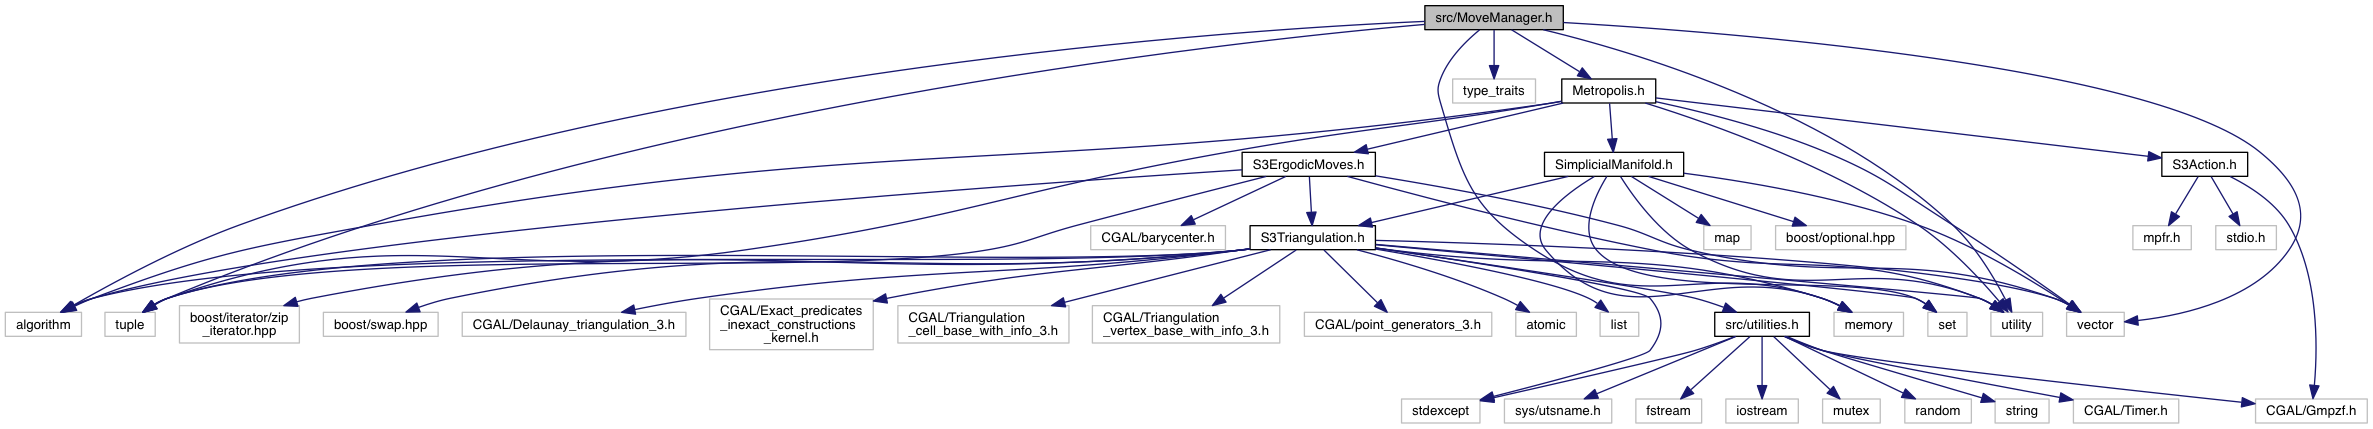 src/MoveManager.h
type_traits
Metropolis.h
S3ErgodicMoves.h
SimplicialManifold.h
S3Action.h
CGAL/barycenter.h
S3Triangulation.h
map
boost/optional.hpp
mpfr.h
stdio.h
algorithm
tuple
boost/iterator/zip
_iterator.hpp
boost/swap.hpp
CGAL/Delaunay_triangulation_3.h
CGAL/Exact_predicates
_inexact_constructions
_kernel.h
CGAL/Triangulation
_cell_base_with_info_3.h
CGAL/Triangulation
_vertex_base_with_info_3.h
CGAL/point_generators_3.h
atomic
list
src/utilities.h
memory
set
utility
vector
stdexcept
sys/utsname.h
fstream
iostream
mutex
random
string
CGAL/Timer.h
CGAL/Gmpzf.h